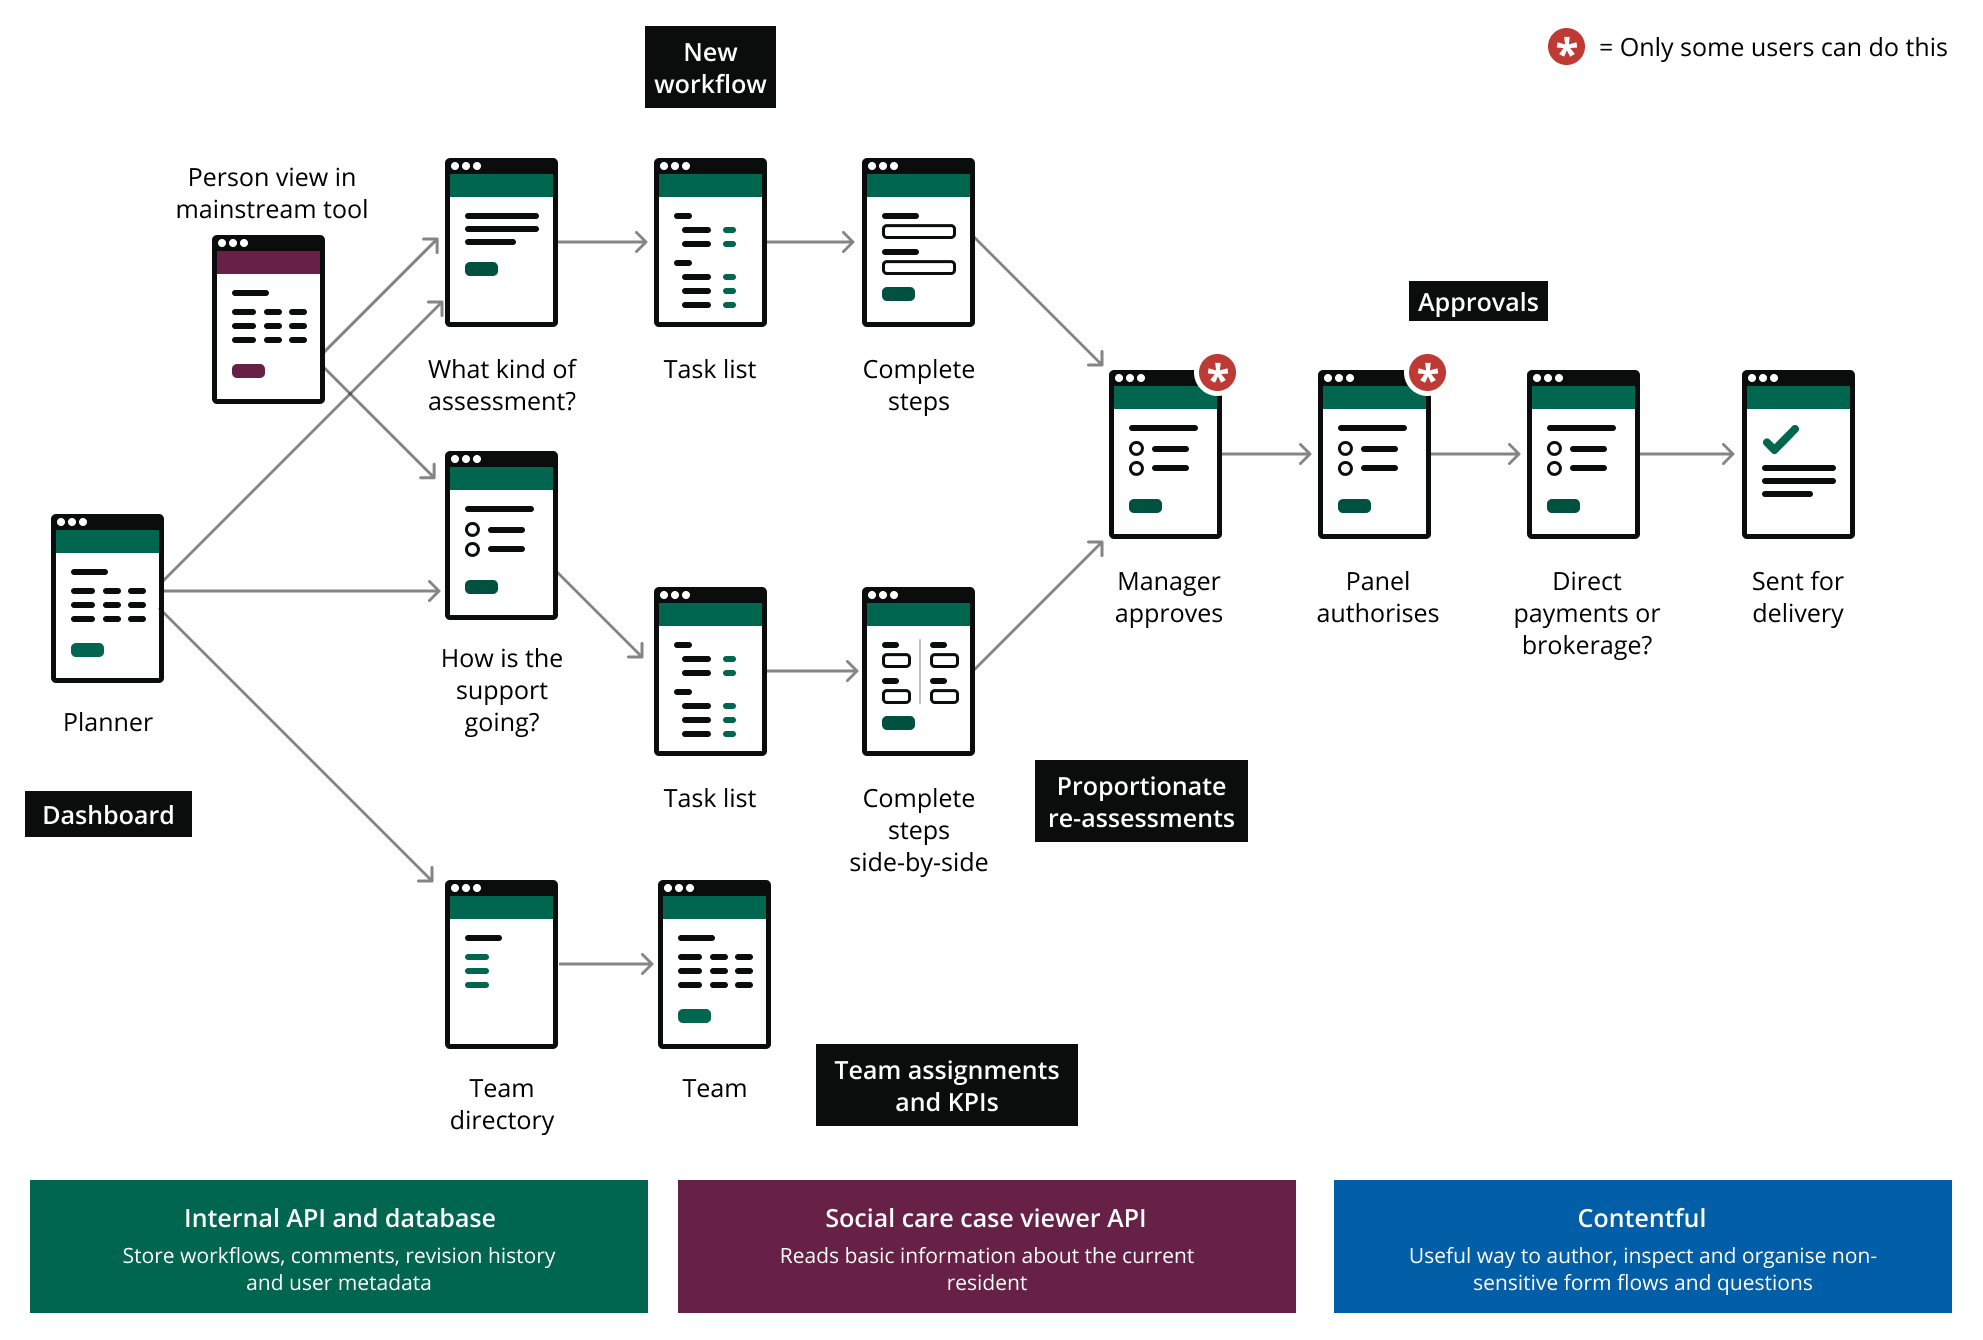 New
workflow
* = Only some users can do this
Person view in
mainstream tool
What kind of
assessment?
Task list
Complete
steps
Approvals
*
*
How is the
support
going?
Planner
Dashboard
Task list
Complete
steps
side-by-side
Manager
approves
Panel
authorises
Direct
payments or
brokerage?
Sent for
delivery
Proportionate
re-assessments
Team
directory
Team
Team assignments
and KPIs
Internal API and database
Store workflows, comments, revision history
and user metadata
Social care case viewer API
Reads basic information about the current
resident
Contentful
Useful way to author, inspect and organise non-
sensitive form flows and questions